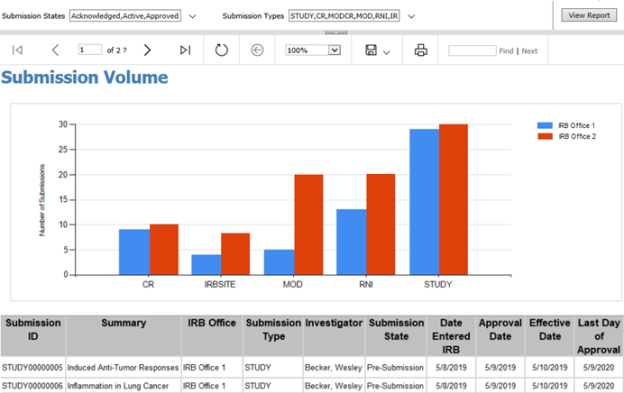 Submission States Acknowledged,Active,Approved Submission Types STUDY,CR,MODCR,MOD,RNI,IR View Report
1 of 2 ? 100% Find | Next
Submission Volume
30
25
20
15
10
5
0
Number of Submissions
CR IRBSITE MOD RNI STUDY
IRB Office 1
IRB Office 2
Submission ID Summary IRB Office Submission Type Investigator Submission State Date Entered IRB Approval Date Effective Date Last Day of Approval
STUDY00000005 Induced Anti-Tumor Responses IRB Office 1 STUDY Becker, Wesley Pre-Submission 5/8/2019 5/9/2019 5/10/2019 5/9/2020
STUDY00000006 Inflammation in Lung Cancer IRB Office 1 STUDY Becker, Wesley Pre-Submission 5/8/2019 5/9/2019 5/10/2019 5/9/2020